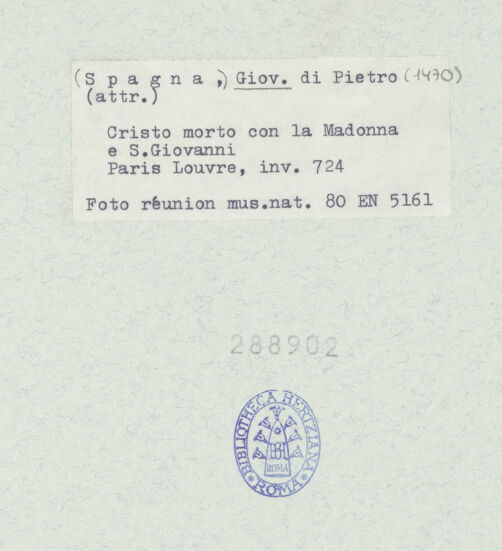 (S p a g n a ,) Giov. di Pietro (1470)
(attr.)
Cristo morto con la Madonna
e S.Giovanni
Paris Louvre, inv. 724
Foto réunion mus.nat. 80 EN 5161
288902
BIBLIOTHECA HERTZIANA
BH
ROMA
* ROMA *